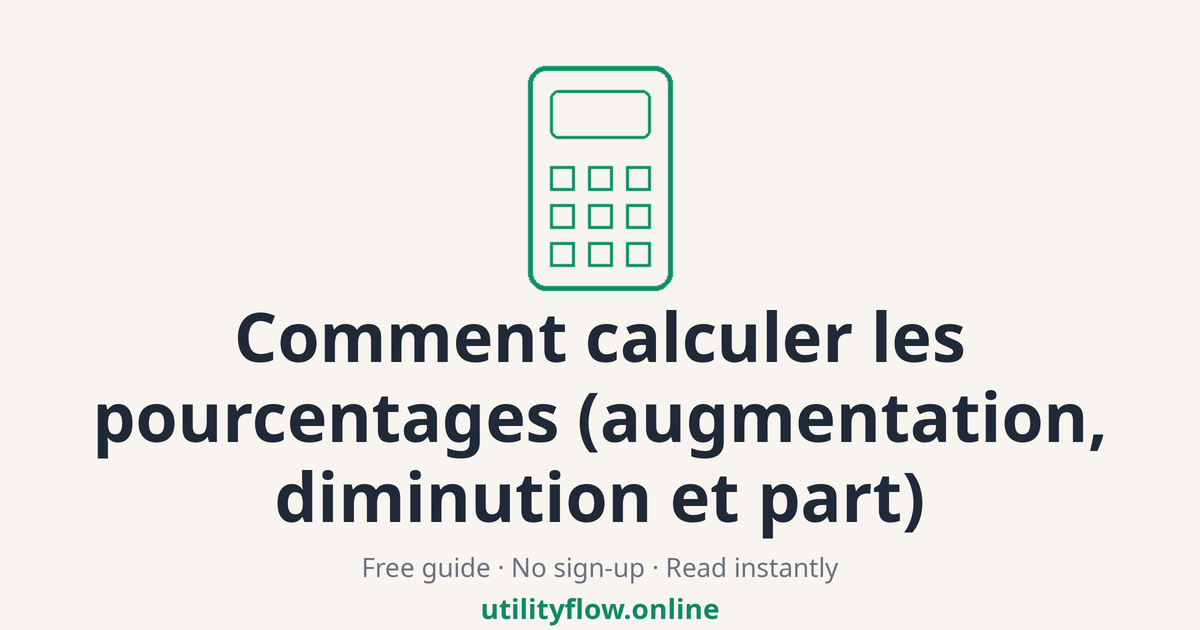 Comment calculer les
pourcentages (augmentation,
diminution et part)
Free guide · No sign-up · Read instantly
utilityflow.online